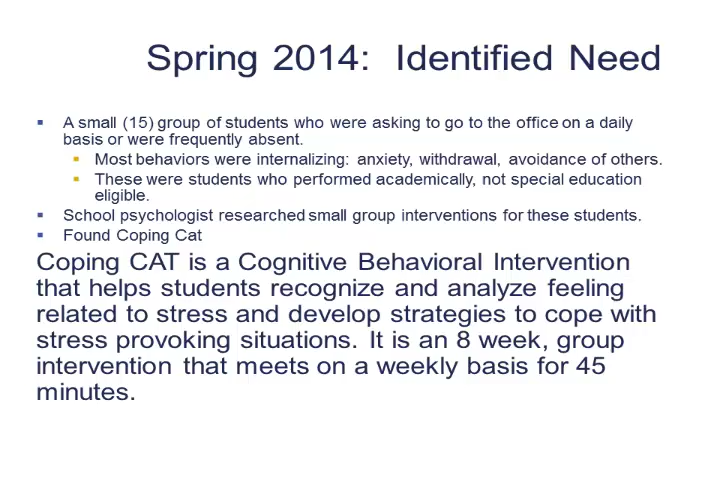 Spring 2014: Identified Need
A small (15) group of students who were asking to go to the office on a daily
basis or were frequently absent.
Most behaviors were internalizing: anxiety, withdrawal, avoidance of others.
These were students who performed academically, not special education
eligible.
School psychologist researched small group interventions for these students.
Found Coping Cat
Coping CAT is a Cognitive Behavioral Intervention
that helps students recognize and analyze feeling
related to stress and develop strategies to cope with
stress provoking situations. It is an 8 week, group
intervention that meets on a weekly basis for 45
minutes.